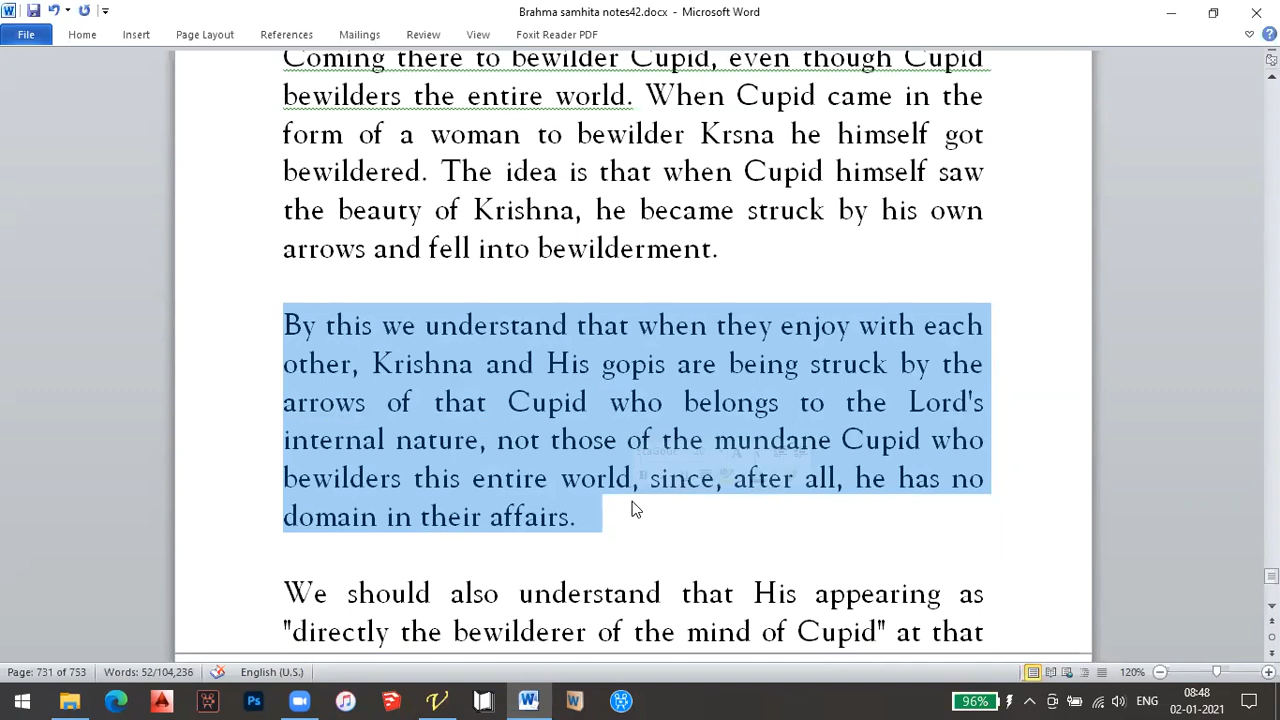 Brahma samhita notes42.docx - Microsoft Word
File Home Insert Page Layout References Mailings Review View Foxit Reader PDF
Coming there to bewilder Cupid, even though Cupid
bewilders the entire world. When Cupid came in the
form of a woman to bewilder Krsna he himself got
bewildered. The idea is that when Cupid himself saw
the beauty of Krishna, he became struck by his own
arrows and fell into bewilderment.
By this we understand that when they enjoy with each
other, Krishna and His gopis are being struck by the
arrows of that Cupid who belongs to the Lord's
internal nature, not those of the mundane Cupid who
bewilders this entire world, since, after all, he has no
domain in their affairs.
We should also understand that His appearing as
"directly the bewilderer of the mind of Cupid" at that
Page: 731 of 753 Words: 52/104,236 English (U.S.) 120%
96% ENG 08:48
02-01-2021